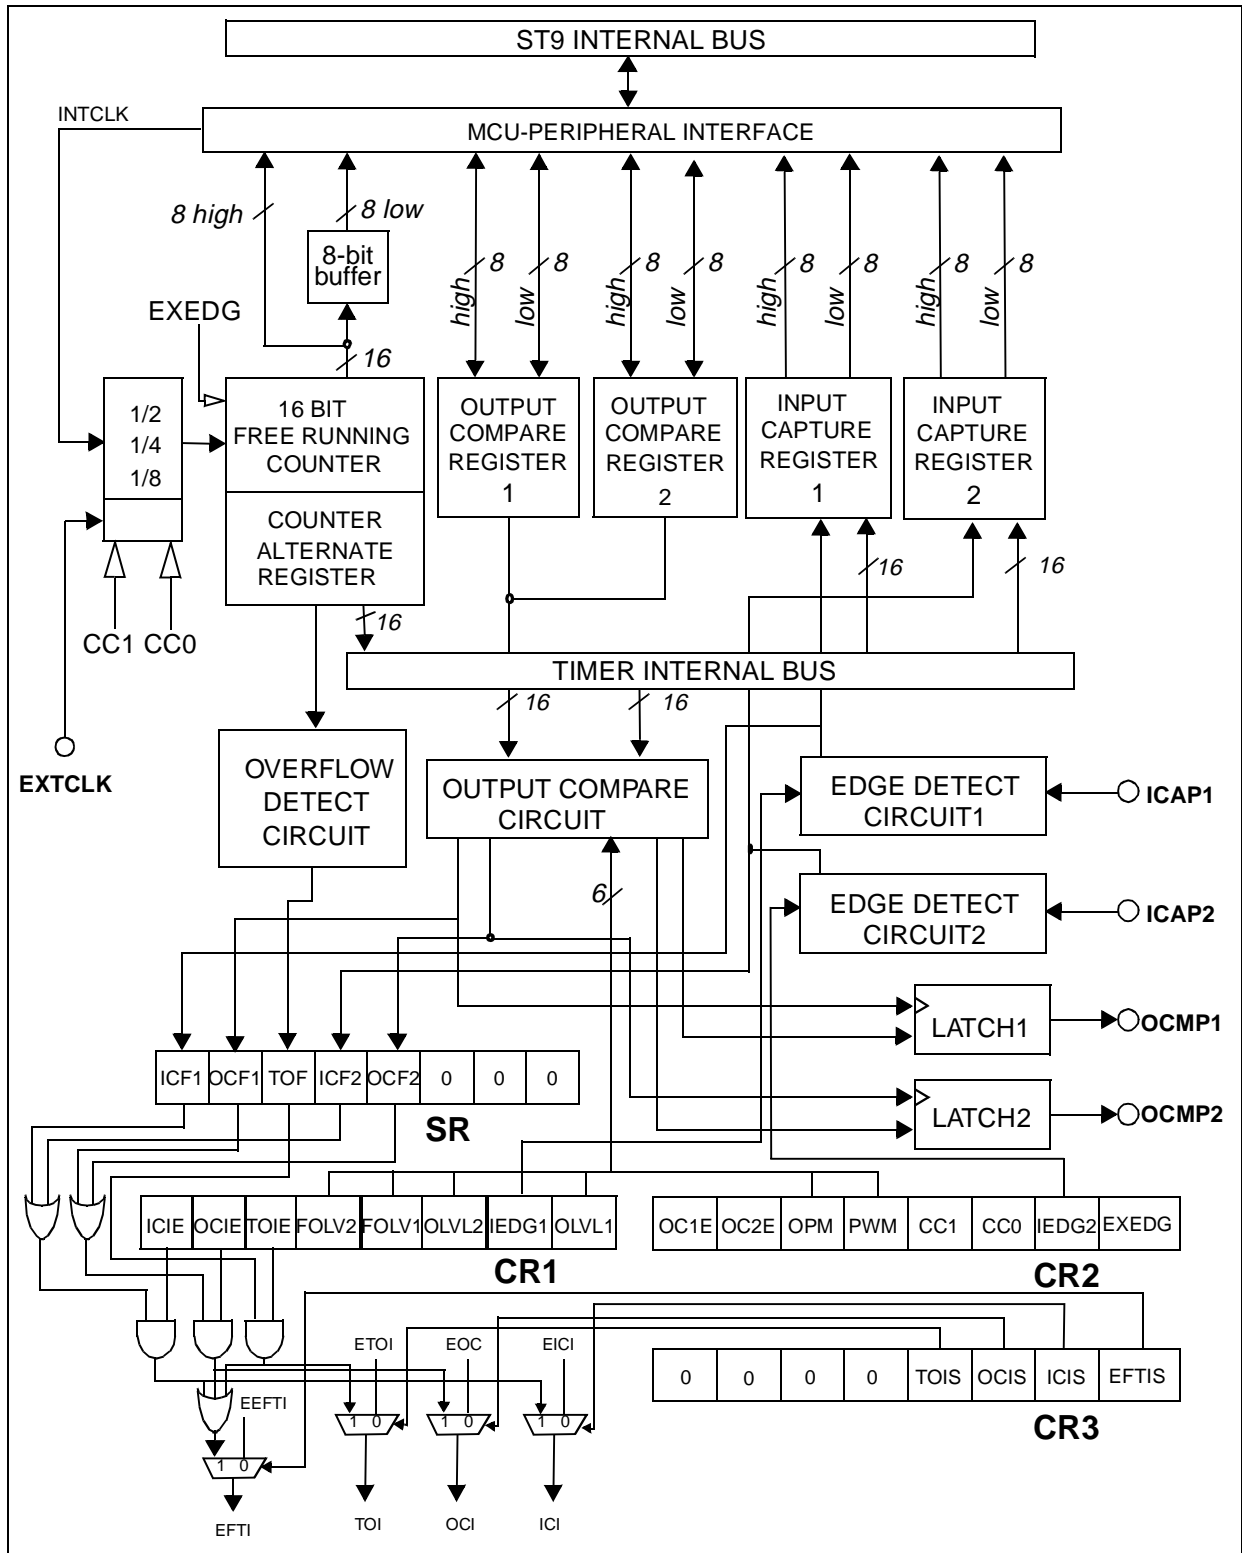 ST9 INTERNAL BUS
INTCLK
MCU-PERIPHERAL INTERFACE
8 high
8 low
8-bit
buffer
high
8
low
8
high
8
low
8
high
8
low
8
high
8
low
8
EXEDG
16
1/2
1/4
1/8
16 BIT
FREE RUNNING
COUNTER
COUNTER
ALTERNATE
REGISTER
OUTPUT
COMPARE
REGISTER
1
OUTPUT
COMPARE
REGISTER
2
INPUT
CAPTURE
REGISTER
1
INPUT
CAPTURE
REGISTER
2
16
16
16
CC1 CC0
TIMER INTERNAL BUS
16
16
EXTCLK
OVERFLOW
DETECT
CIRCUIT
OUTPUT COMPARE
CIRCUIT
EDGE DETECT
CIRCUIT1
ICAP1
6
EDGE DETECT
CIRCUIT2
ICAP2
LATCH1
OCMP1
LATCH2
OCMP2
ICF1 OCF1 TOF ICF2 OCF2 0 0 0
SR
ICIE OCIE TOIE FOLV2 FOLV1 OLVL2 IEDG1 OLVL1
CR1
OC1E OC2E OPM PWM CC1 CC0 IEDG2 EXEDG
CR2
ETOI
EOC
EICI
0 0 0 0 TOIS OCIS ICIS EFTIS
CR3
EEFTI
1 0
1 0
1 0
1 0
EFTI
TOI
OCI
ICI